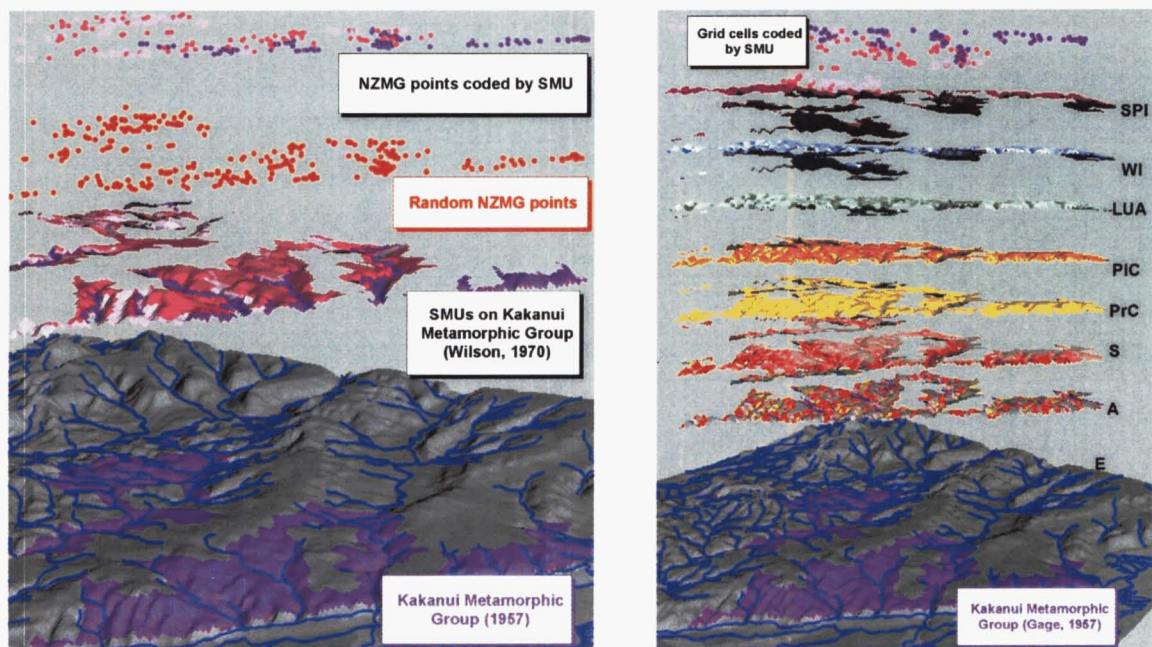 NZMG points coded by SMU
Random NZMG points
SMUs on Kakanui
Metamorphic Group
(Wilson, 1970)
Kakanui Metamorphic
Group (1957)
Grid cells coded
by SMU
SPI
WI
LUA
PlC
PrC
S
A
E
Kakanui Metamorphic
Group (Gage, 1957)